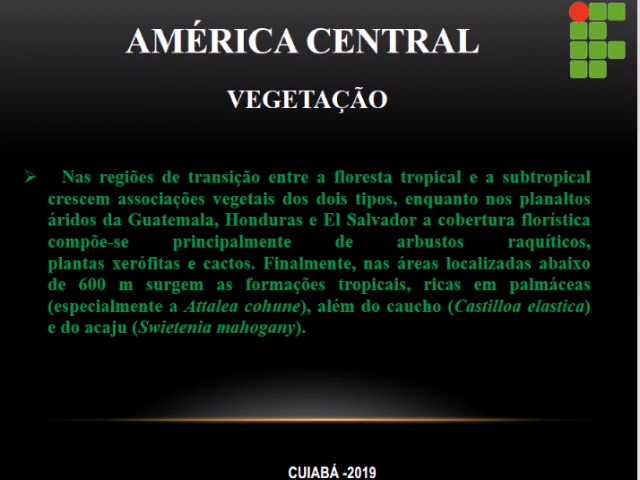 AMÉRICA CENTRAL
VEGETAÇÃO
Nas regiões de transição entre a floresta tropical e a subtropical
crescem associações vegetais dos dois tipos, enquanto nos planaltos
áridos da Guatemala, Honduras e El Salvador a cobertura florística
compõe-se principalmente de arbustos raquíticos,
plantas xerófitas e cactos. Finalmente, nas áreas localizadas abaixo
de 600 m surgem as formações tropicais, ricas em palmáceas
(especialmente a Attalea cohune), além do caucho (Castilloa elastica)
e do acaju (Swietenia mahogany).
CUIABÁ -2019